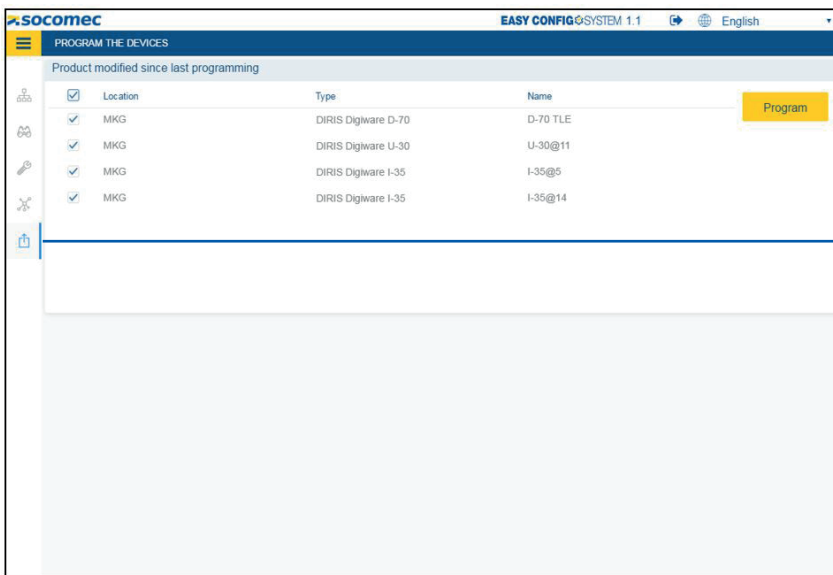 socomec EASY CONFIG SYSTEM 1.1 English
PROGRAM THE DEVICES
Product modified since last programming
Location Type Name
Program
MKG DIRIS Digiware D-70 D-70 TLE
MKG DIRIS Digiware U-30 U-30@11
MKG DIRIS Digiware I-35 I-35@5
MKG DIRIS Digiware I-35 I-35@14